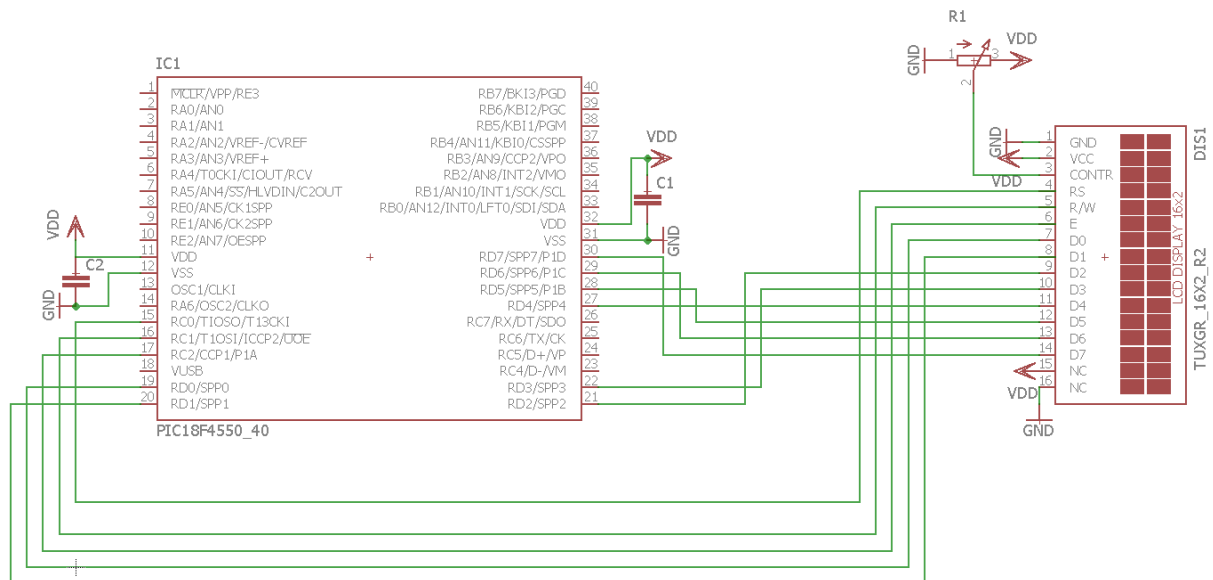 R1
VDD
GND
1
3
2
IC1
1 MCLR/VPP/RE3
2 RA0/AN0
3 RA1/AN1
4 RA2/AN2/VREF-/CVREF
5 RA3/AN3/VREF+
6 RA4/T0CKI/CIOUT/RCV
7 RA5/AN4/SS/HLVDIN/C2OUT
8 RE0/AN5/CK1SPP
9 RE1/AN6/CK2SPP
10 RE2/AN7/OESPP
11 VDD
12 VSS
13 OSC1/CLKI
14 RA6/OSC2/CLKO
15 RC0/TIOSO/T13CKI
16 RC1/T1OSI/ICCP2/UOE
17 RC2/CCP1/P1A
18 VUSB
19 RD0/SPP0
20 RD1/SPP1
RB7/BKI3/PGD 40
RB6/KBI2/PGC 39
RB5/KBI1/PGM 38
RB4/AN11/KBI0/CSSPP 37
RB3/AN9/CCP2/VPO 36
RB2/AN8/INT2/VMO 35
RB1/AN10/INT1/SCK/SCL 34
RB0/AN12/INT0/LFT0/SDI/SDA 33
VDD 32
VSS 31
RD7/SPP7/P1D 30
RD6/SPP6/P1C 29
RD5/SPP5/P1B 28
RD4/SPP4 27
RC7/RX/DT/SDO 26
RC6/TX/CK 25
RC5/D+/VP 24
RC4/D-/VM 23
RD3/SPP3 22
RD2/SPP2 21
PIC18F4550_40
VDD
C2
GND
VDD
C1
GND
GND
VDD
1 GND
2 VCC
3 CONTR
4 RS
5 R/W
6 E
7 D0
8 D1
9 D2
10 D3
11 D4
12 D5
13 D6
14 D7
15 NC
16 NC
VDD
GND
LCD DISPLAY 16x2
DIS1
TUXGR_16X2_R2